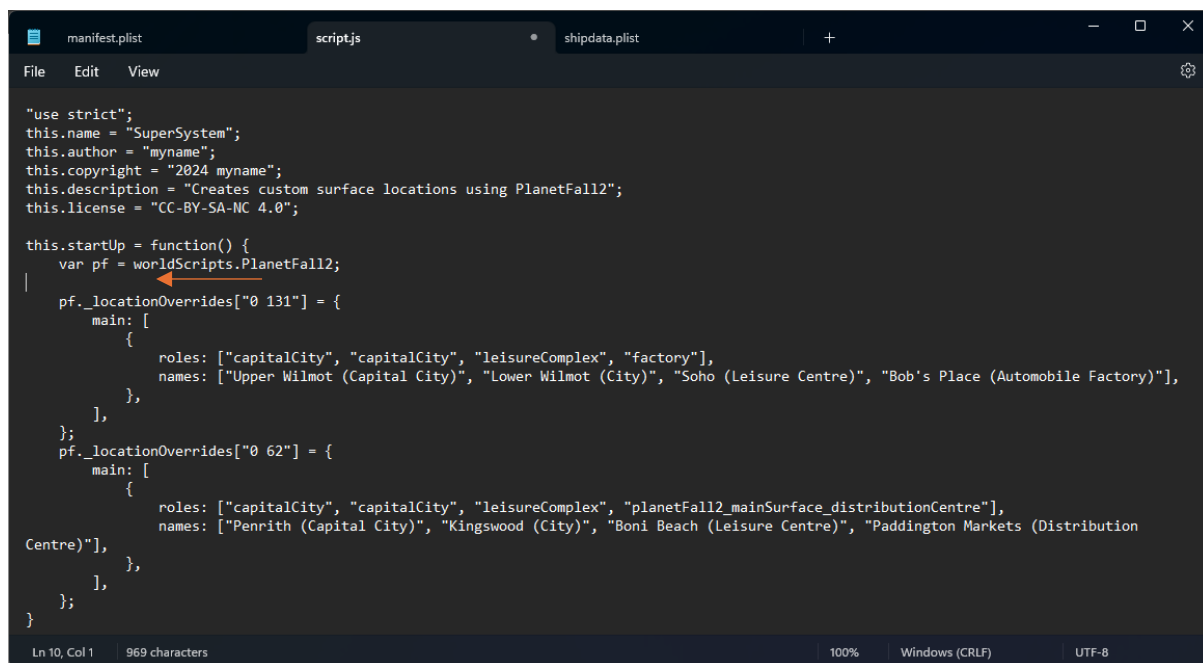 manifest.plist script.js shipdata.plist
File Edit View
"use strict";
this.name = "SuperSystem";
this.author = "myname";
this.copyright = "2024 myname";
this.description = "Creates custom surface locations using PlanetFall2";
this.license = "CC-BY-SA-NC 4.0";
this.startUp = function() {
var pf = worldScripts.PlanetFall2;
pf._locationOverrides["0 131"] = {
main: [
{
roles: ["capitalCity", "capitalCity", "leisureComplex", "factory"],
names: ["Upper Wilmot (Capital City)", "Lower Wilmot (City)", "Soho (Leisure Centre)", "Bob's Place (Automobile Factory)"],
},
],
};
pf._locationOverrides["0 62"] = {
main: [
{
roles: ["capitalCity", "capitalCity", "leisureComplex", "planetFall2_mainSurface_distributionCentre"],
names: ["Penrith (Capital City)", "Kingswood (City)", "Boni Beach (Leisure Centre)", "Paddington Markets (Distribution
Centre)"],
},
],
};
}
Ln 10, Col 1 969 characters 100% Windows (CRLF) UTF-8